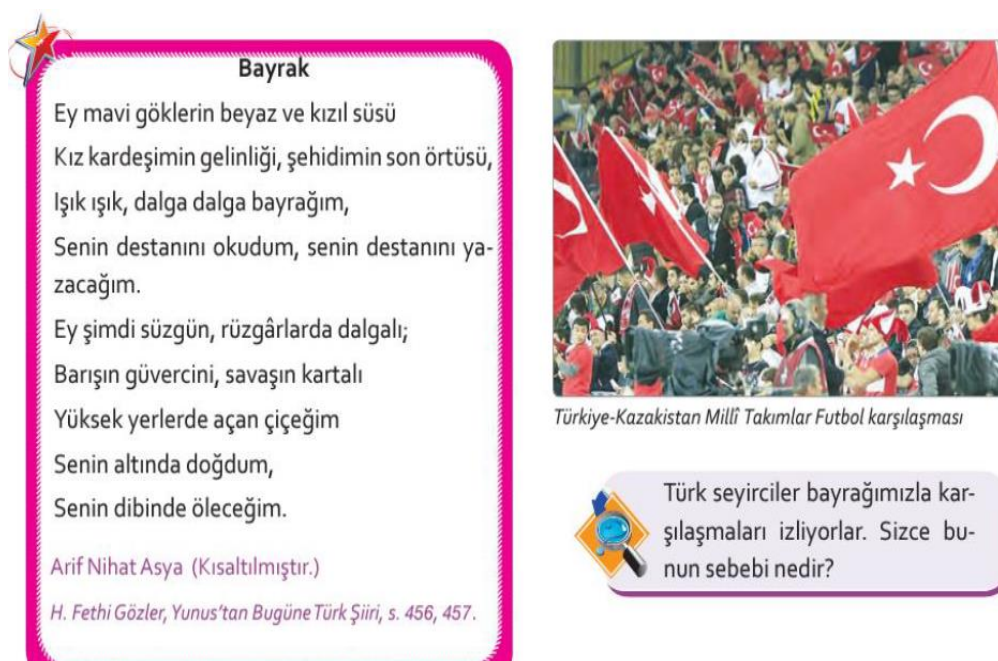 Bayrak
Ey mavi göklerin beyaz ve kızıl süsü
Kız kardeşimin gelinliği, şehidimin son örtüsü,
Işık ışık, dalga dalga bayrağım,
Senin destanını okudum, senin destanını ya-
zacağım.
Ey şimdi süzgün, rüzgârlarda dalgalı;
Barışın güvercini, savaşın kartalı
Yüksek yerlerde açan çiçeğim
Senin altında doğdum,
Senin dibinde öleceğim.
Arif Nihat Asya (Kısaltılmıştır.)
H. Fethi Gözler, Yunus'tan Bugüne Türk Şiiri, s. 456, 457.
Türkiye-Kazakistan Millî Takımlar Futbol karşılaşması
Türk seyirciler bayrağımızla kar-
şılaşmaları izliyorlar. Sizce bu-
nun sebebi nedir?